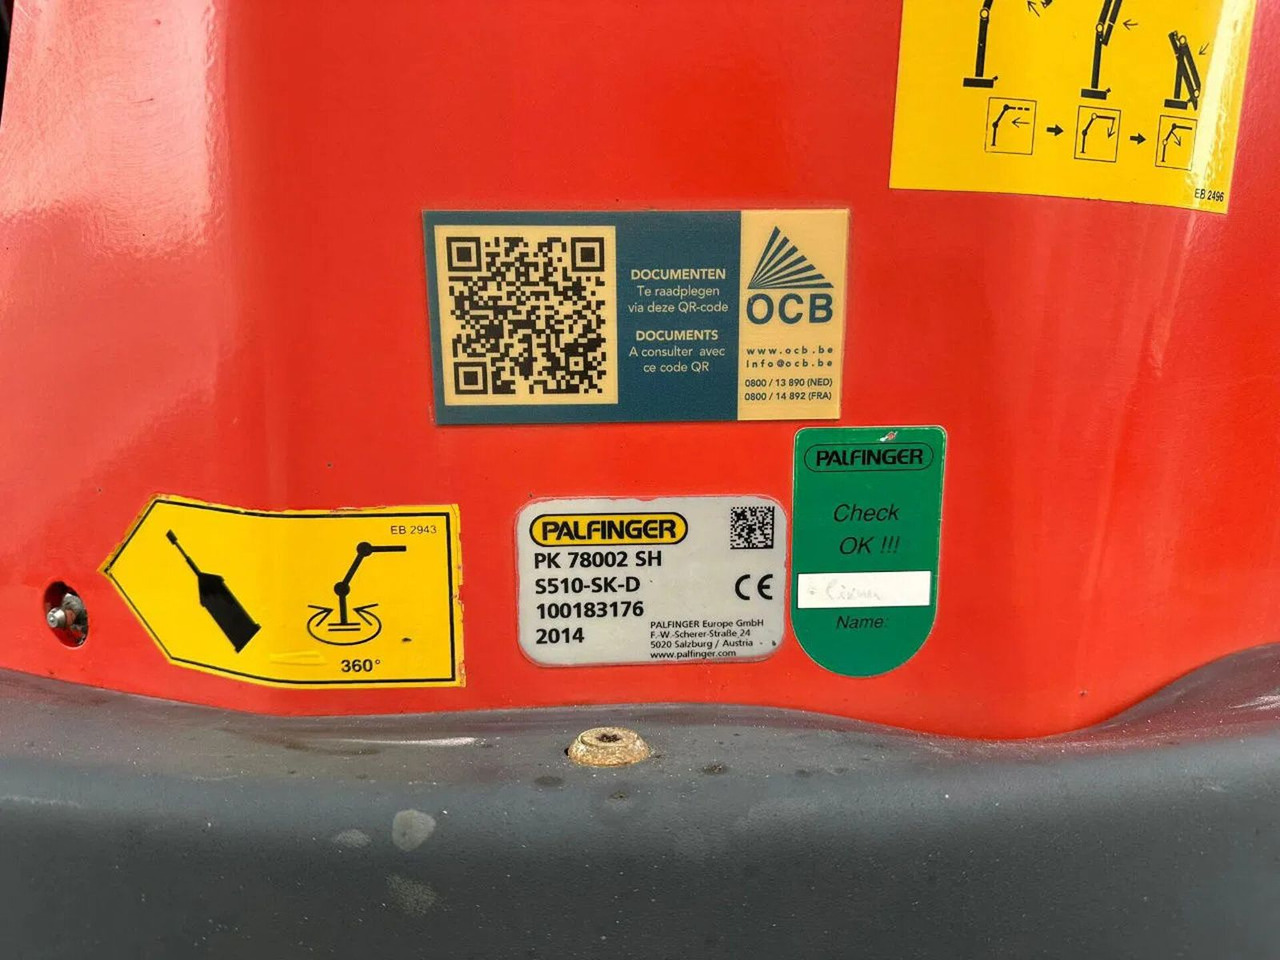 EB 2496
DOCUMENTEN
Te raadplegen
via deze QR-code
DOCUMENTS
A consulter avec
ce code QR
OCB
www.ocb.be
info@ocb.be
0800 / 13 890 (NED)
0800 / 14 892 (FRA)
PALFINGER
Check
OK !!!
Name:
EB 2943
360°
PALFINGER
PK 78002 SH
S510-SK-D
100183176
2014
CE
PALFINGER Europe GmbH
F.-W.-Scherer-Straße 24
5020 Salzburg / Austria
www.palfinger.com